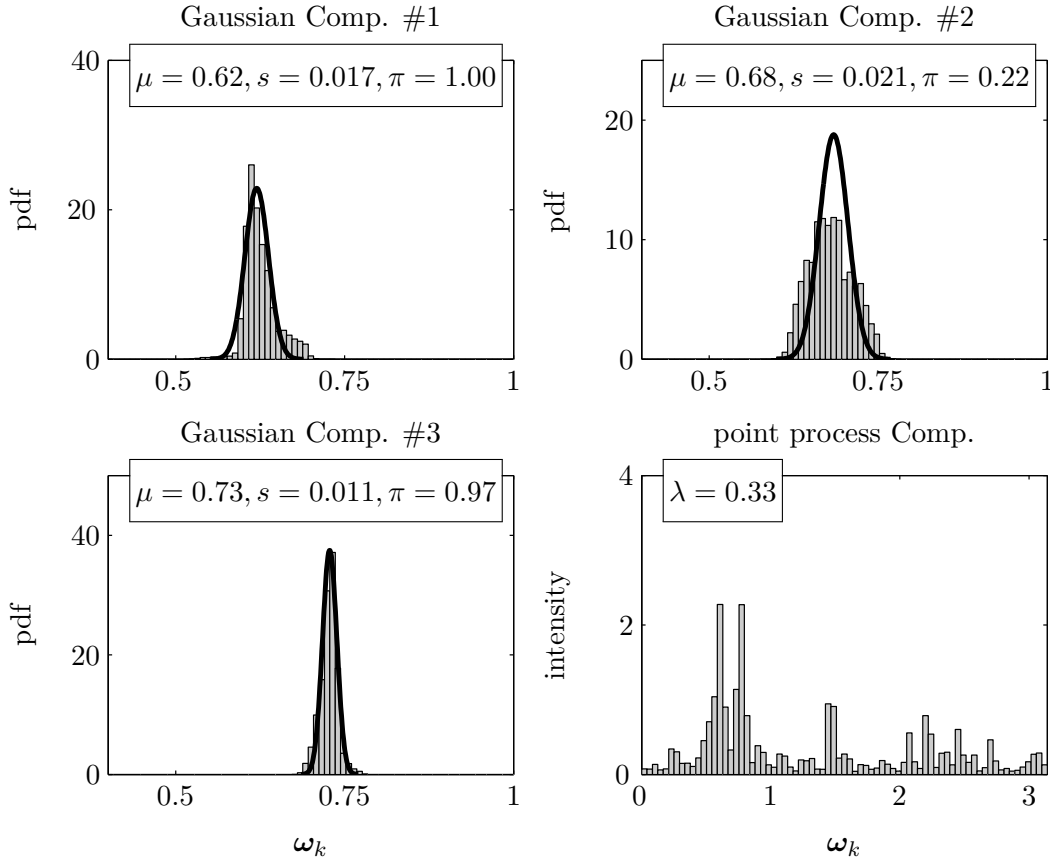 Gaussian Comp. #1
μ = 0.62, s = 0.017, π = 1.00
40
20
0
pdf
0.5
0.75
1
Gaussian Comp. #2
μ = 0.68, s = 0.021, π = 0.22
20
10
0
pdf
0.5
0.75
1
Gaussian Comp. #3
μ = 0.73, s = 0.011, π = 0.97
40
20
0
pdf
0.5
0.75
1
ωₖ
point process Comp.
λ = 0.33
4
2
0
intensity
0
1
2
3
ωₖ